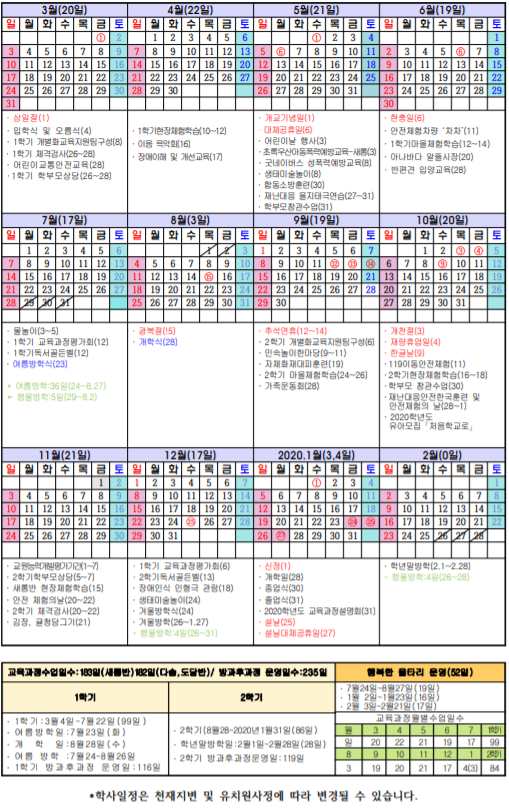 3월(20일) 4월(22일) 5월(21일) 6월(19일)
일 월 화 수 목 금 토 일 월 화 수 목 금 토 일 월 화 수 목 금 토 일 월 화 수 목 금 토
① 2 1 2 3 4 5 6 ① 2 3 4 1
3 4 5 6 7 8 9 7 8 9 10 11 12 13 5 ⑥ 7 8 9 10 11 2 3 4 5 ⑥ 7 8
10 11 12 13 14 15 16 14 15 16 17 18 19 20 12 13 14 15 16 17 18 9 10 11 12 13 14 15
17 18 19 20 21 22 23 21 22 23 24 25 26 27 19 20 21 22 23 24 25 16 17 18 19 20 21 22
24 25 26 27 28 29 30 28 29 30 26 27 28 29 30 31 23 24 25 26 27 28 29
31 30
· 삼일절(1)
· 입학식 및 오름식(4)
· 1학기 개별화교육지원팀구성(8)
· 1학기 체격검사(26~28)
· 어린이교통안전교육(28)
· 1학기 학부모상담(26~28)
· 1학기현장체험학습(10~12)
· 이음 목악회(16)
· 장애이해 및 개선교육(17)
· 개교기념일(1)
· 대체공휴일(6)
· 어린이날 행사(3)
· 초록우산아동폭력예방교육-새롬(3)
· 굿네이버스 성폭력예방교육(8)
· 생태미술놀이(8)
· 합동소방훈련(30)
· 재난대응 을지태극연습(27~31)
· 학부모참관수업(31)
· 현충일(6)
· 안전체험차량 '차차'(11)
· 1학기마을체험학습(12~14)
· 아나바다 알뜰시장(20)
· 반편견 입양교육(28)
7월(17일) 8월(3일) 9월(19일) 10월(20일)
일 월 화 수 목 금 토 일 월 화 수 목 금 토 일 월 화 수 목 금 토 일 월 화 수 목 금 토
1 2 3 4 5 6 1 2 3 1 2 3 4 5 6 7 1 2 ③ ④ 5
7 8 9 10 11 12 13 4 5 6 7 8 9 10 8 9 10 11 ⑫ ⑬ ⑭ 6 7 8 ⑨ 10 11 12
14 15 16 17 18 19 20 11 12 13 14 ⑮ 16 17 15 16 17 18 19 20 21 13 14 15 16 17 18 19
21 22 23 24 25 26 27 18 19 20 21 22 23 24 22 23 24 25 26 27 28 20 21 22 23 24 25 26
28 29 30 31 25 26 27 28 29 30 31 29 30 27 28 29 30 31
· 물놀이(3~5)
· 1학기 교육과정평가회(12)
· 1학기독서골든벨(12)
· 여름방학식(23)
* 여름방학:36일(24~8.27)
* 행울방학:5일(29~8.2)
· 광복절(15)
· 개학식(28)
· 추석연휴(12~14)
· 2학기 개별화교육지원팀구성(6)
· 민속놀이한마당(9~11)
· 자체화재대피훈련(19)
· 2학기 마을체험학습(24~26)
· 가족운동회(28)
· 개천절(3)
· 재량휴업일(4)
· 한글날(9)
· 119이동안전체험(11)
· 2학기현장체험학습(16~18)
· 학부모 참관수업(30)
· 재난대응안전한국훈련 및
안전체험의 날(28~1)
· 2020학년도
유아모집「처음학교로」
11월(21일) 12월(17일) 2020.1월(3,4일) 2월(0일)
일 월 화 수 목 금 토 일 월 화 수 목 금 토 일 월 화 수 목 금 토 일 월 화 수 목 금 토
1 2 1 2 3 4 5 6 7 ① 2 3 4 1
3 4 5 6 7 8 9 8 9 10 11 12 13 14 5 6 7 8 9 10 11 2 3 4 5 6 7 8
10 11 12 13 14 15 16 15 16 17 18 19 20 21 12 13 14 15 16 17 18 9 10 11 12 13 14 15
17 18 19 20 21 22 23 22 23 24 ㉕ 26 27 28 19 20 21 22 23 ㉔ ㉕ 16 17 18 19 20 21 22
24 25 26 27 28 29 30 29 30 31 26 ㉗ 28 29 30 31 23 24 25 26 27 28
· 교원능력개발평가기간(1~7)
· 2학기학부모상담(5~7)
· 새롬반 현장체험학습(15)
· 안전 체험의날(20~22)
· 2학기 체격검사(20~22)
· 김장, 귤청담그기(21)
· 1학기 교육과정평가회(6)
· 2학기독서골든벨(13)
· 장애인식 인형극 관람(18)
· 생태미술놀이(24)
· 겨울방학식(24)
· 겨울방학(26~1.27)
· 행울방학:4일(26~31)
· 신정(1)
· 개학일(28)
· 종업식(30)
· 졸업식(31)
· 2020학년도 교육과정설명회(31)
· 설날(25)
· 설날대체공휴일(27)
· 학년말방학(2.1~2.28)
· 행울방학:4일(26~28)
교육과정수업일수:183일(새롬반)182일(다솜,도담반)/ 방과후과정 운영일수:235일
1학기 2학기
· 1학기:3월4일~7월22일(99일)
· 여름방학일:7월23일(화)
· 개 학 일:8월28일(수)
· 여름 방학 :7월24~8월26일
· 1학기 방과후과정 운영일:116일
· 2학기(8월28~2020년1월31일(86일)
· 학년말방학일:2월1일~2월28일(28일)
· 2학기 방과후과정운영일:119일
행복한 울타리 운영(52일)
· 7월24일~8월27일(19일)
· 1월 2일~1월23일(16일)
· 2월 3일~2월21일(17일)
교육과정월별수업일수
월 3 4 5 6 7 1학기
일 20 22 21 19 17 99
8 9 10 11 12 1 2학기
3 19 20 21 17 4(3) 84
*학사일정은 천재지변 및 유치원사정에 따라 변경될 수 있습니다.